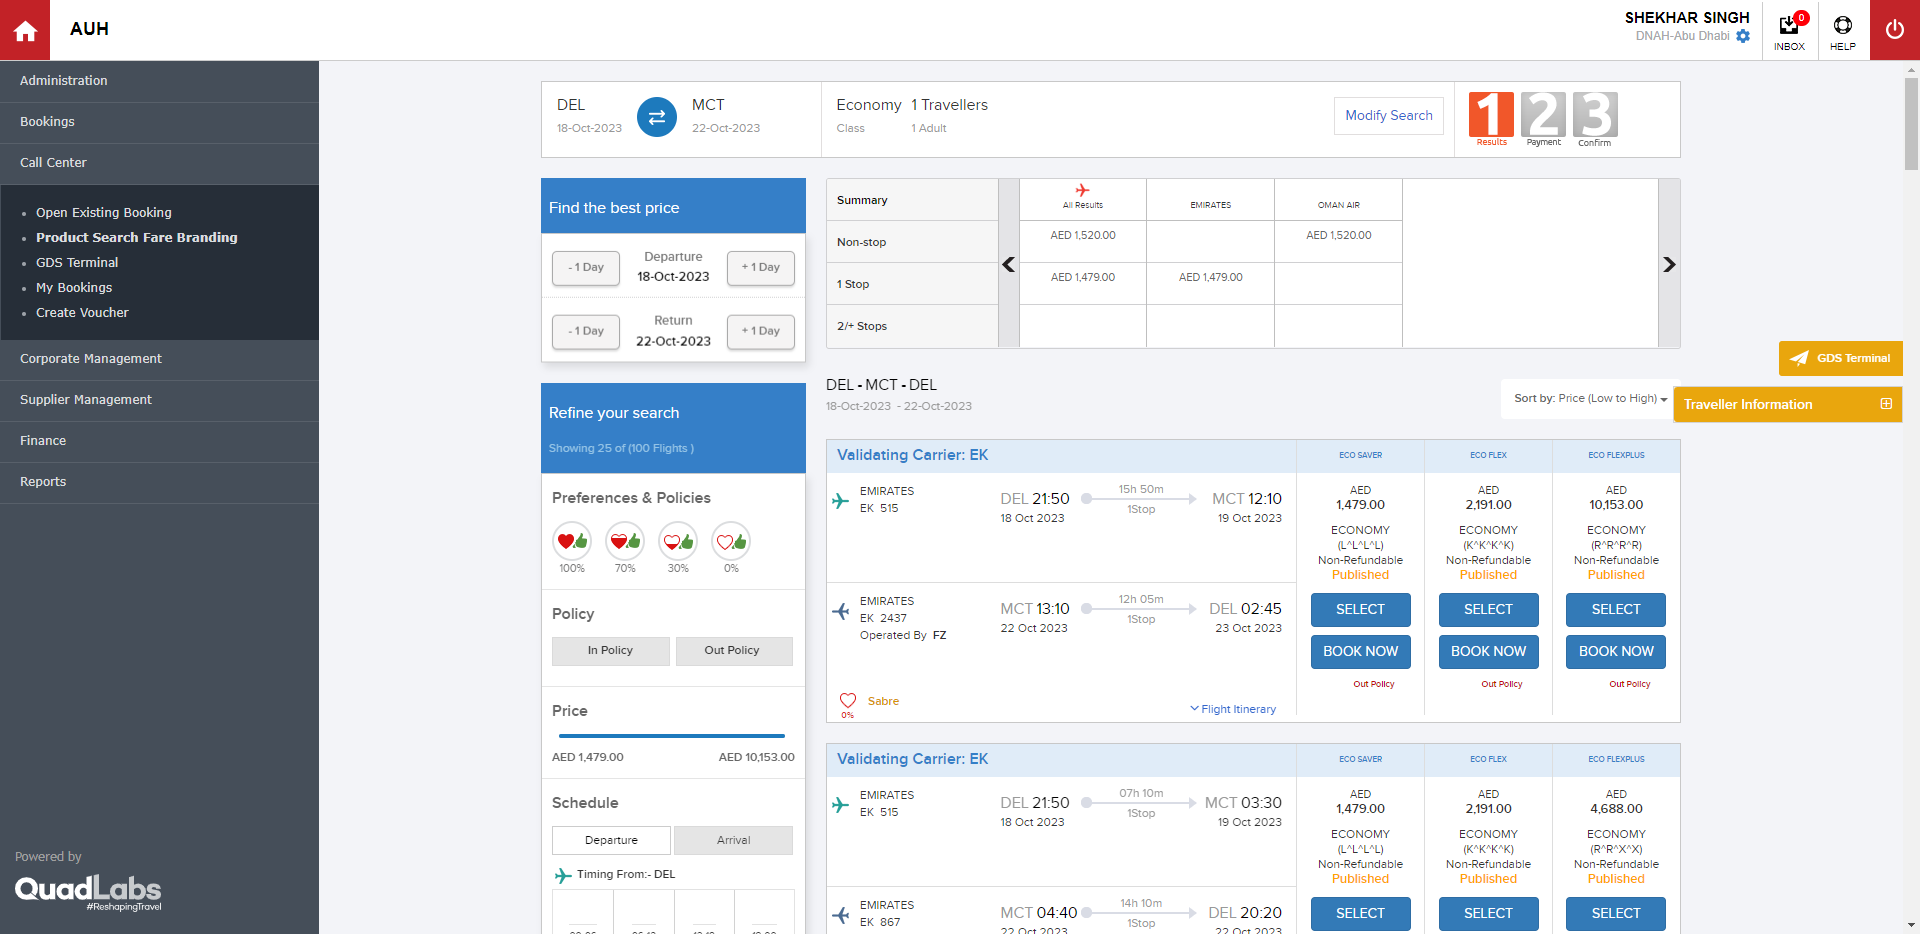 AUH
SHEKHAR SINGH
DNAH-Abu Dhabi
0
INBOX
HELP
Administration
Bookings
Call Center
Open Existing Booking
Product Search Fare Branding
GDS Terminal
My Bookings
Create Voucher
Corporate Management
Supplier Management
Finance
Reports
Powered by
QuadLabs
#ReshapingTravel
DEL
18-Oct-2023
MCT
22-Oct-2023
Economy
Class
1 Travellers
1 Adult
Modify Search
1 2 3
Results Payment Confirm
Find the best price
- 1 Day
Departure
18-Oct-2023
+ 1 Day
- 1 Day
Return
22-Oct-2023
+ 1 Day
Summary All Results EMIRATES OMAN AIR
Non-stop AED 1,520.00 AED 1,520.00
1 Stop AED 1,479.00 AED 1,479.00
2/+ Stops
GDS Terminal
Traveller Information
Refine your search
Showing 25 of (100 Flights )
Preferences & Policies
100% 70% 30% 0%
Policy
In Policy Out Policy
Price
AED 1,479.00 AED 10,153.00
Schedule
Departure Arrival
Timing From:- DEL
DEL - MCT - DEL
18-Oct-2023 - 22-Oct-2023
Sort by: Price (Low to High)
Validating Carrier: EK
ECO SAVER ECO FLEX ECO FLEXPLUS
EMIRATES
EK 515
DEL 21:50
18 Oct 2023
15h 50m
1Stop
MCT 12:10
19 Oct 2023
EMIRATES
EK 2437
Operated By FZ
MCT 13:10
22 Oct 2023
12h 05m
1Stop
DEL 02:45
23 Oct 2023
0%
Sabre
Flight Itinerary
AED
1,479.00
ECONOMY
(L^L^L^L)
Non-Refundable
Published
SELECT
BOOK NOW
Out Policy
AED
2,191.00
ECONOMY
(K^K^K^K)
Non-Refundable
Published
SELECT
BOOK NOW
Out Policy
AED
10,153.00
ECONOMY
(R^R^R^R)
Non-Refundable
Published
SELECT
BOOK NOW
Out Policy
Validating Carrier: EK
ECO SAVER ECO FLEX ECO FLEXPLUS
EMIRATES
EK 515
DEL 21:50
18 Oct 2023
07h 10m
1Stop
MCT 03:30
19 Oct 2023
EMIRATES
EK 867
MCT 04:40
22 Oct 2023
14h 10m
1Stop
DEL 20:20
22 Oct 2023
AED
1,479.00
ECONOMY
(L^L^L^L)
Non-Refundable
Published
SELECT
AED
2,191.00
ECONOMY
(K^K^K^K)
Non-Refundable
Published
SELECT
AED
4,688.00
ECONOMY
(R^R^X^X)
Non-Refundable
Published
SELECT